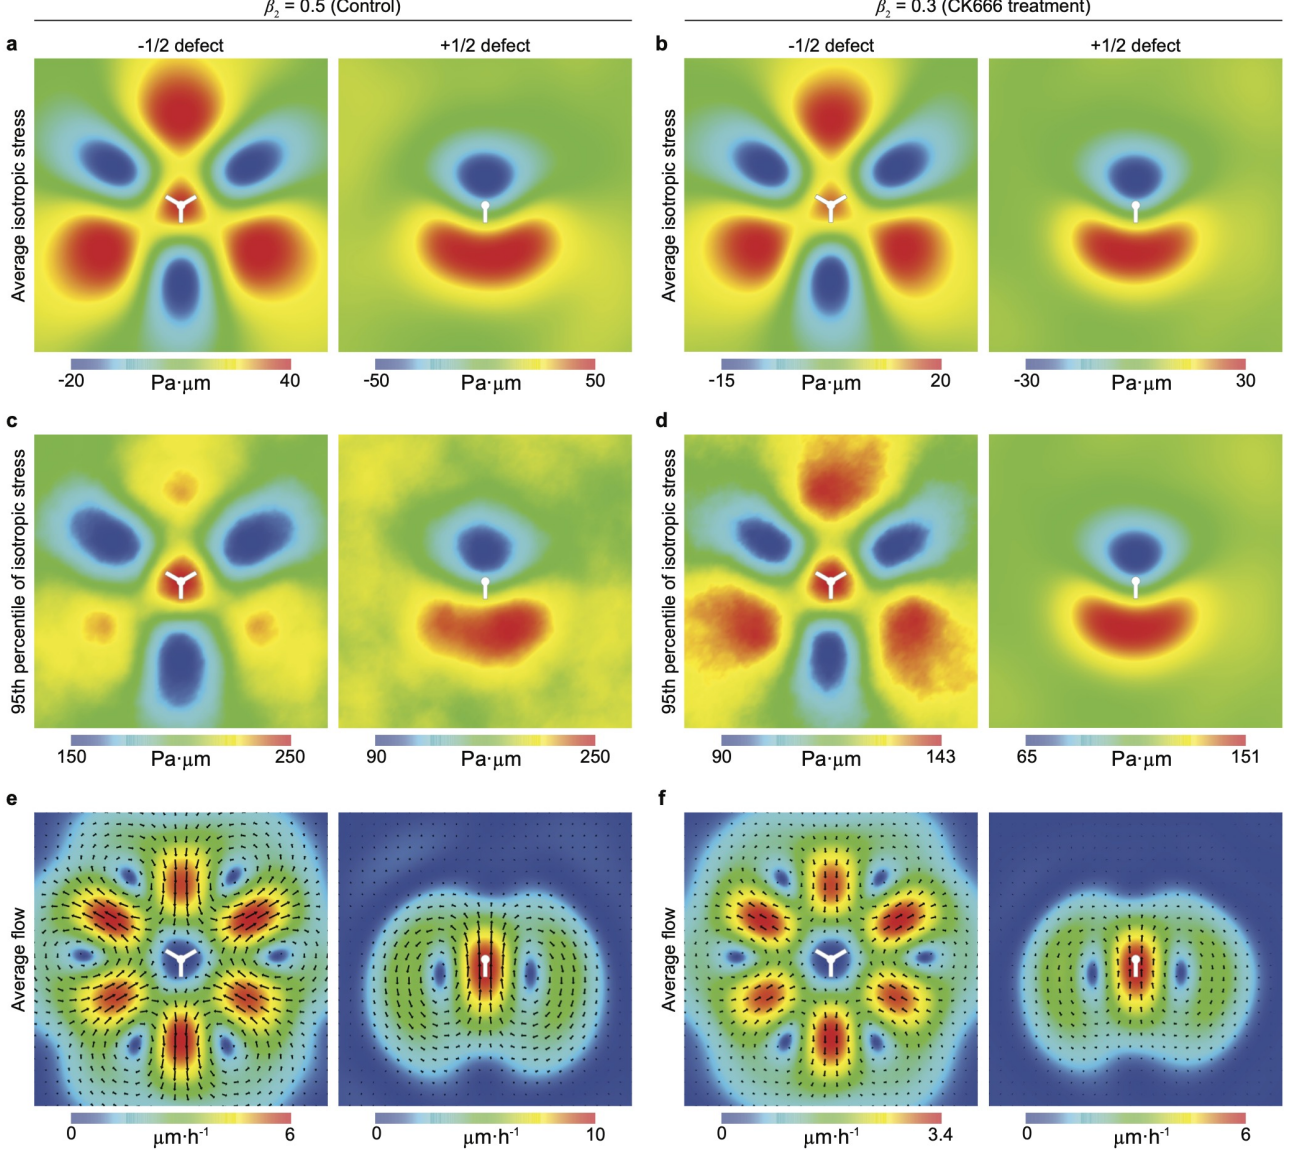 β2 = 0.5 (Control)
β2 = 0.3 (CK666 treatment)
a
-1/2 defect
+1/2 defect
b
-1/2 defect
+1/2 defect
Average isotropic stress
Average isotropic stress
-20
Pa·μm
40
-50
Pa·μm
50
-15
Pa·μm
20
-30
Pa·μm
30
c
d
95th percentile of isotropic stress
95th percentile of isotropic stress
150
Pa·μm
250
90
Pa·μm
250
90
Pa·μm
143
65
Pa·μm
151
e
f
Average flow
Average flow
0
μm·h-1
6
0
μm·h-1
10
0
μm·h-1
3.4
0
μm·h-1
6